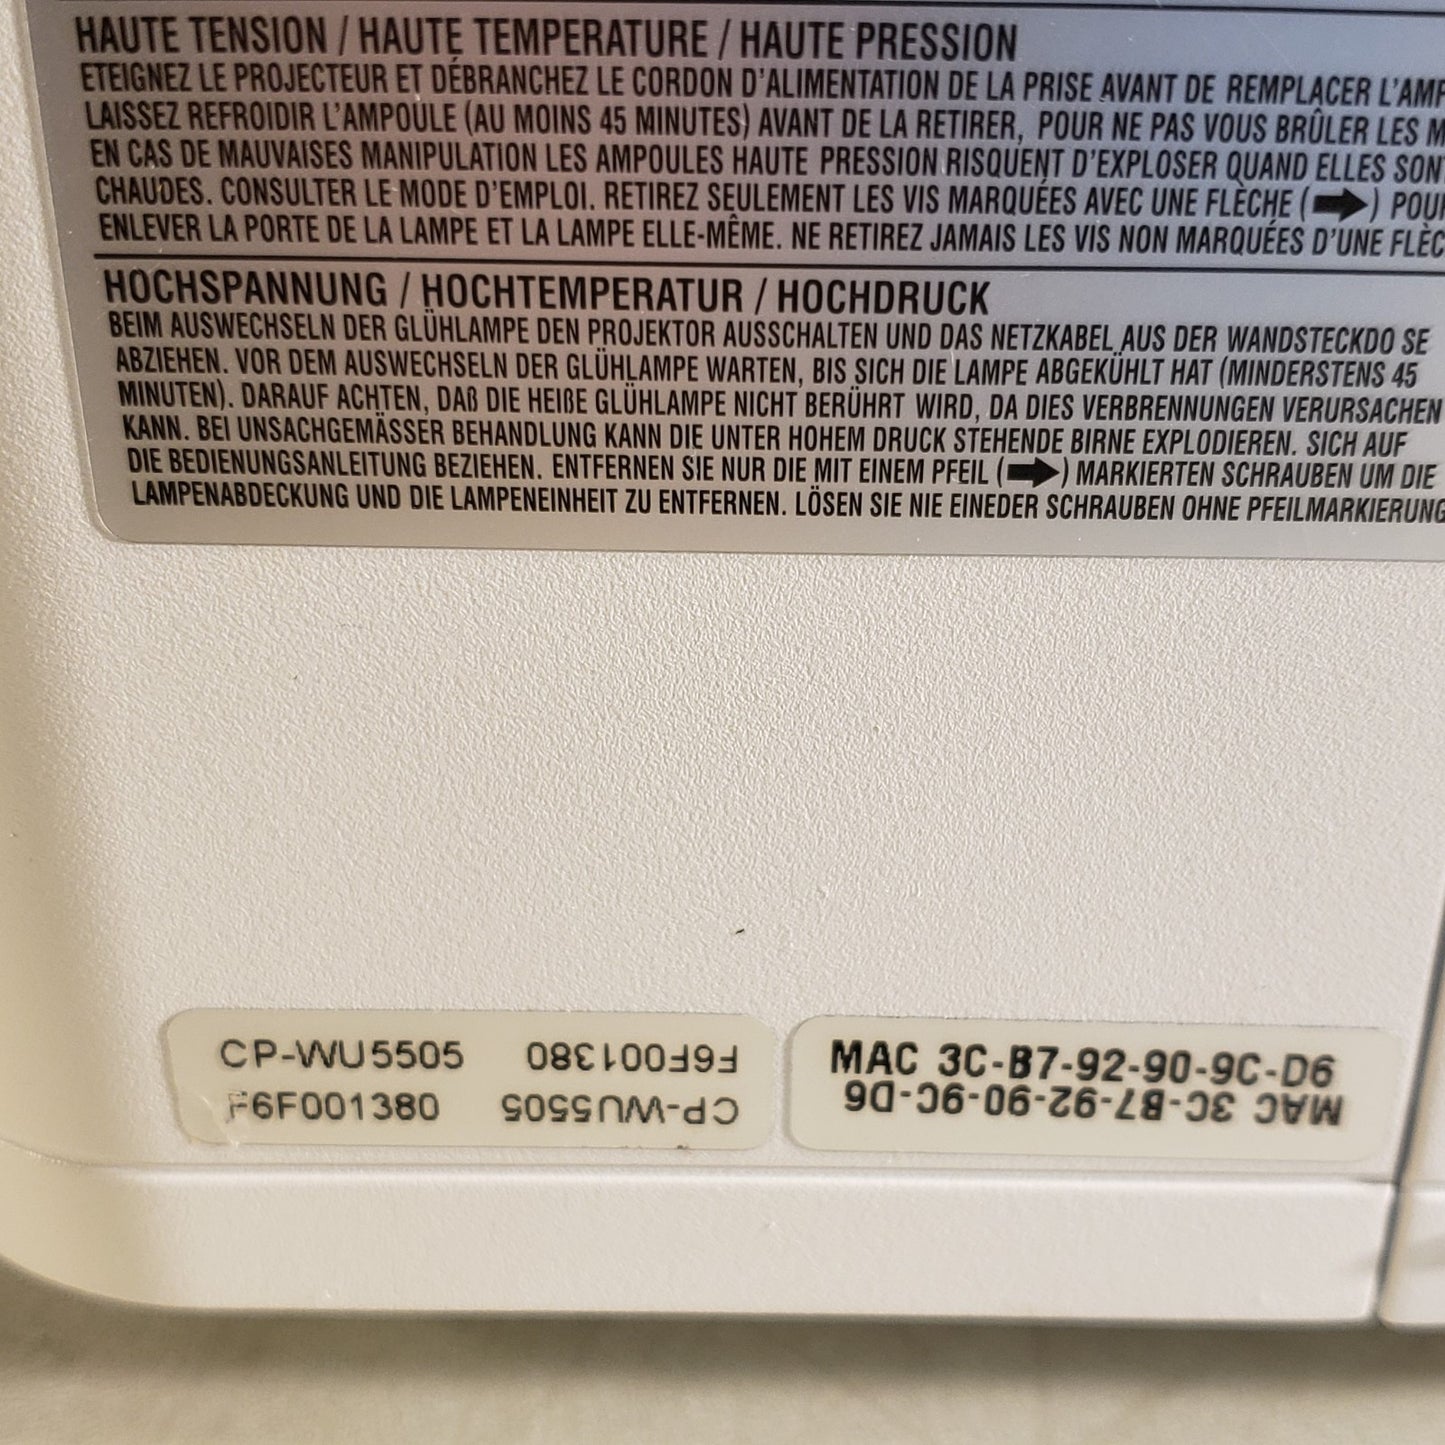 HAUTE TENSION / HAUTE TEMPERATURE / HAUTE PRESSION
ETEIGNEZ LE PROJECTEUR ET DÉBRANCHEZ LE CORDON D'ALIMENTATION DE LA PRISE AVANT DE REMPLACER L'AMP
LAISSEZ REFROIDIR L'AMPOULE (AU MOINS 45 MINUTES) AVANT DE LA RETIRER, POUR NE PAS VOUS BRÛLER LES M
EN CAS DE MAUVAISES MANIPULATION LES AMPOULES HAUTE PRESSION RISQUENT D'EXPLOSER QUAND ELLES SONT
CHAUDES. CONSULTER LE MODE D'EMPLOI. RETIREZ SEULEMENT LES VIS MARQUÉES AVEC UNE FLÈCHE (➡) POUR
ENLEVER LA PORTE DE LA LAMPE ET LA LAMPE ELLE-MÊME. NE RETIREZ JAMAIS LES VIS NON MARQUÉES D'UNE FLÈC
HOCHSPANNUNG / HOCHTEMPERATUR / HOCHDRUCK
BEIM AUSWECHSELN DER GLÜHLAMPE DEN PROJEKTOR AUSSCHALTEN UND DAS NETZKABEL AUS DER WANDSTECKDO SE
ABZIEHEN. VOR DEM AUSWECHSELN DER GLÜHLAMPE WARTEN, BIS SICH DIE LAMPE ABGEKÜHLT HAT (MINDERSTENS 45
MINUTEN). DARAUF ACHTEN, DAß DIE HEIßE GLÜHLAMPE NICHT BERÜHRT WIRD, DA DIES VERBRENNUNGEN VERURSACHEN
KANN. BEI UNSACHGEMÄSSER BEHANDLUNG KANN DIE UNTER HOHEM DRUCK STEHENDE BIRNE EXPLODIEREN. SICH AUF
DIE BEDIENUNGSANLEITUNG BEZIEHEN. ENTFERNEN SIE NUR DIE MIT EINEM PFEIL (➡) MARKIERTEN SCHRAUBEN UM DIE
LAMPENABDECKUNG UND DIE LAMPENEINHEIT ZU ENTFERNEN. LÖSEN SIE NIE EINEDER SCHRAUBEN OHNE PFEILMARKIERUNG
CP-WU5505
F6F001380
CP-WU5505
F6F001380
MAC 3C-B7-92-90-9C-D6
MAC 3C-B7-92-90-9C-D6